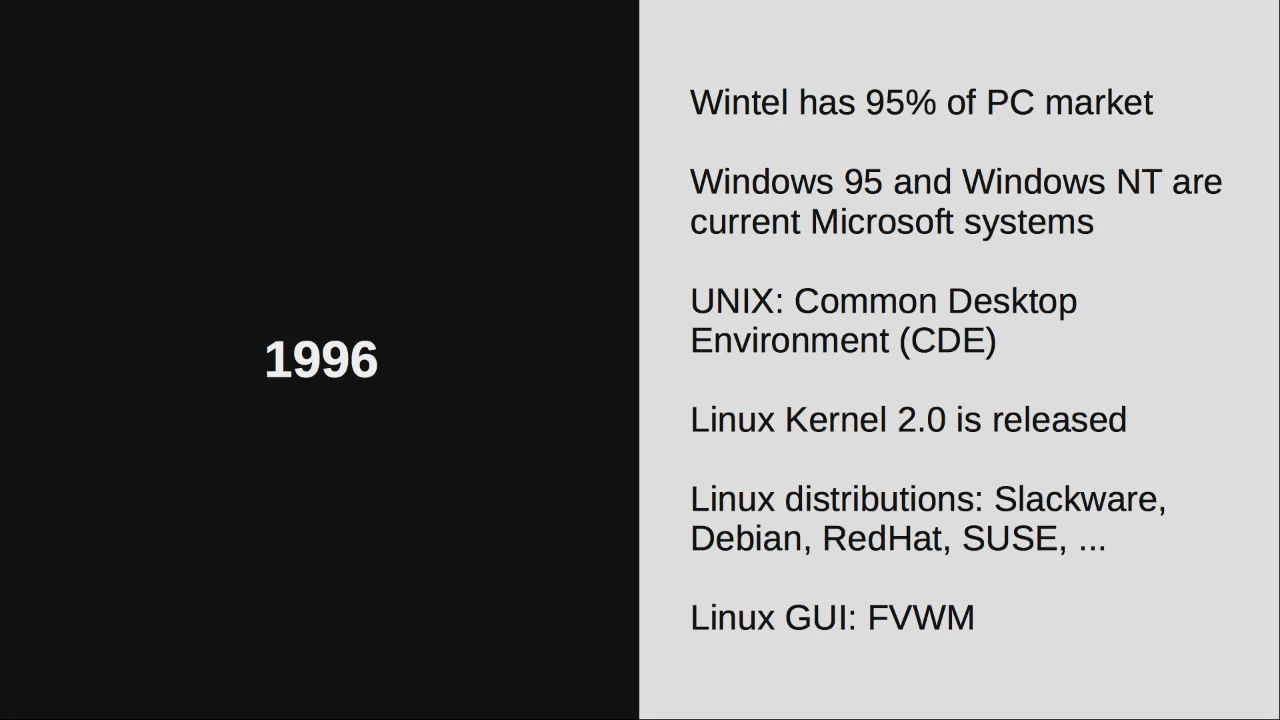 1996
Wintel has 95% of PC market
Windows 95 and Windows NT are
current Microsoft systems
UNIX: Common Desktop
Environment (CDE)
Linux Kernel 2.0 is released
Linux distributions: Slackware,
Debian, RedHat, SUSE, ...
Linux GUI: FVWM